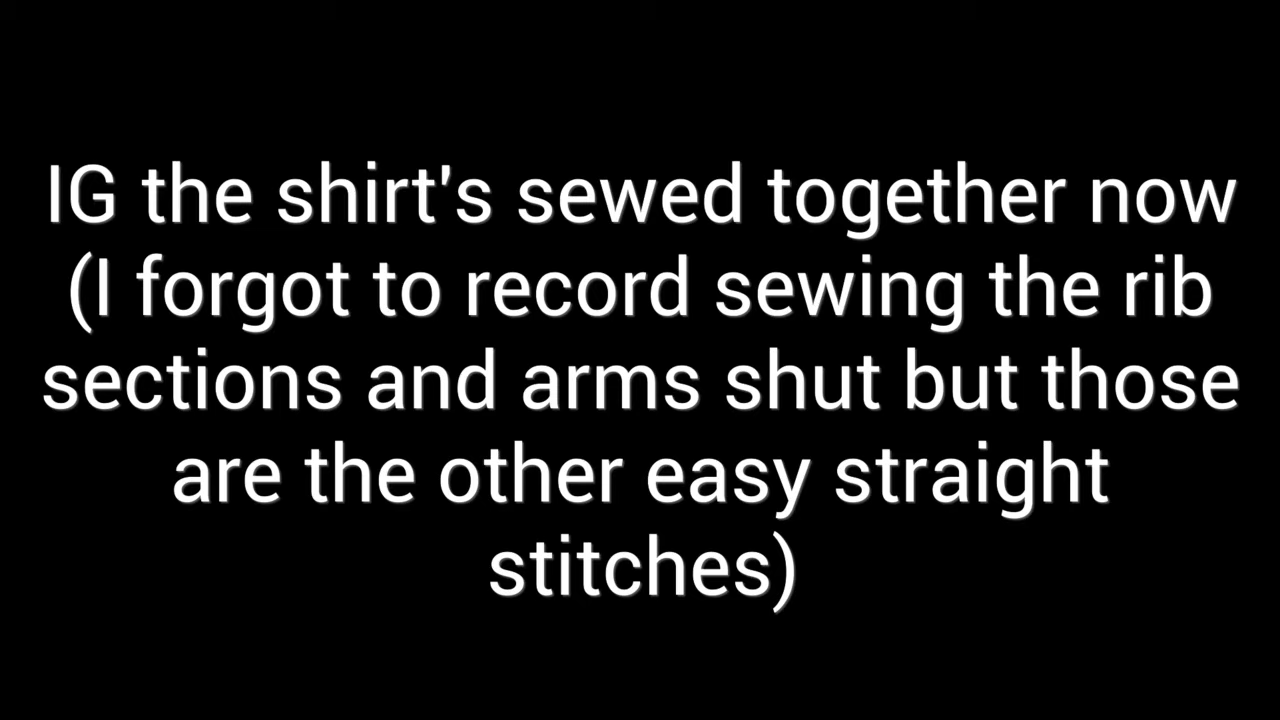 IG the shirt's sewed together now
(I forgot to record sewing the rib
sections and arms shut but those
are the other easy straight
stitches)